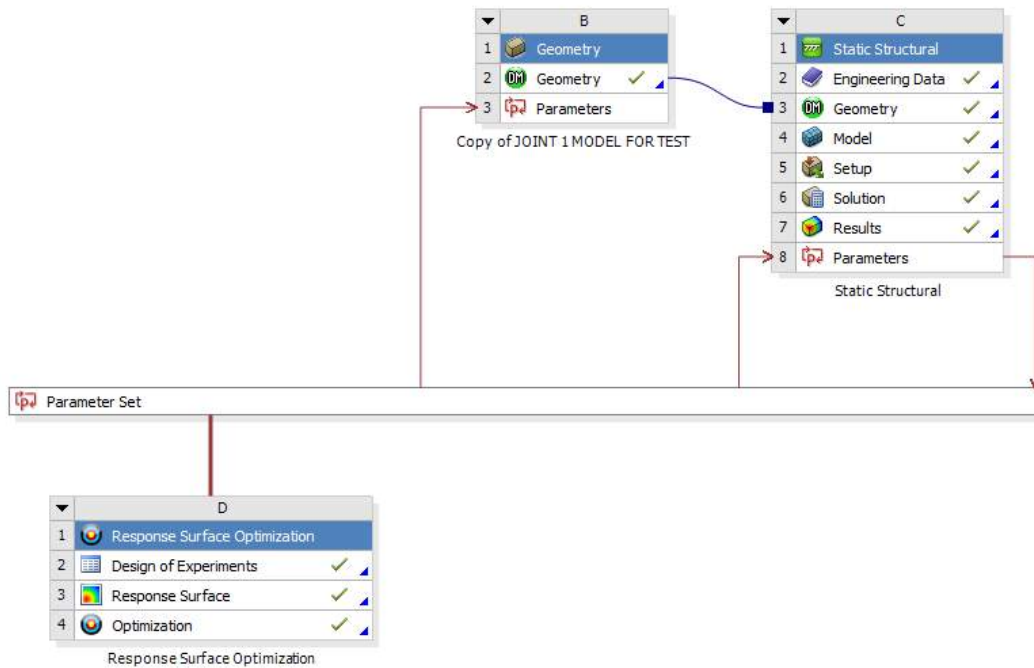 B
1 Geometry
2 Geometry
3 Parameters
Copy of JOINT 1 MODEL FOR TEST
C
1 Static Structural
2 Engineering Data
3 Geometry
4 Model
5 Setup
6 Solution
7 Results
8 Parameters
Static Structural
Parameter Set
D
1 Response Surface Optimization
2 Design of Experiments
3 Response Surface
4 Optimization
Response Surface Optimization